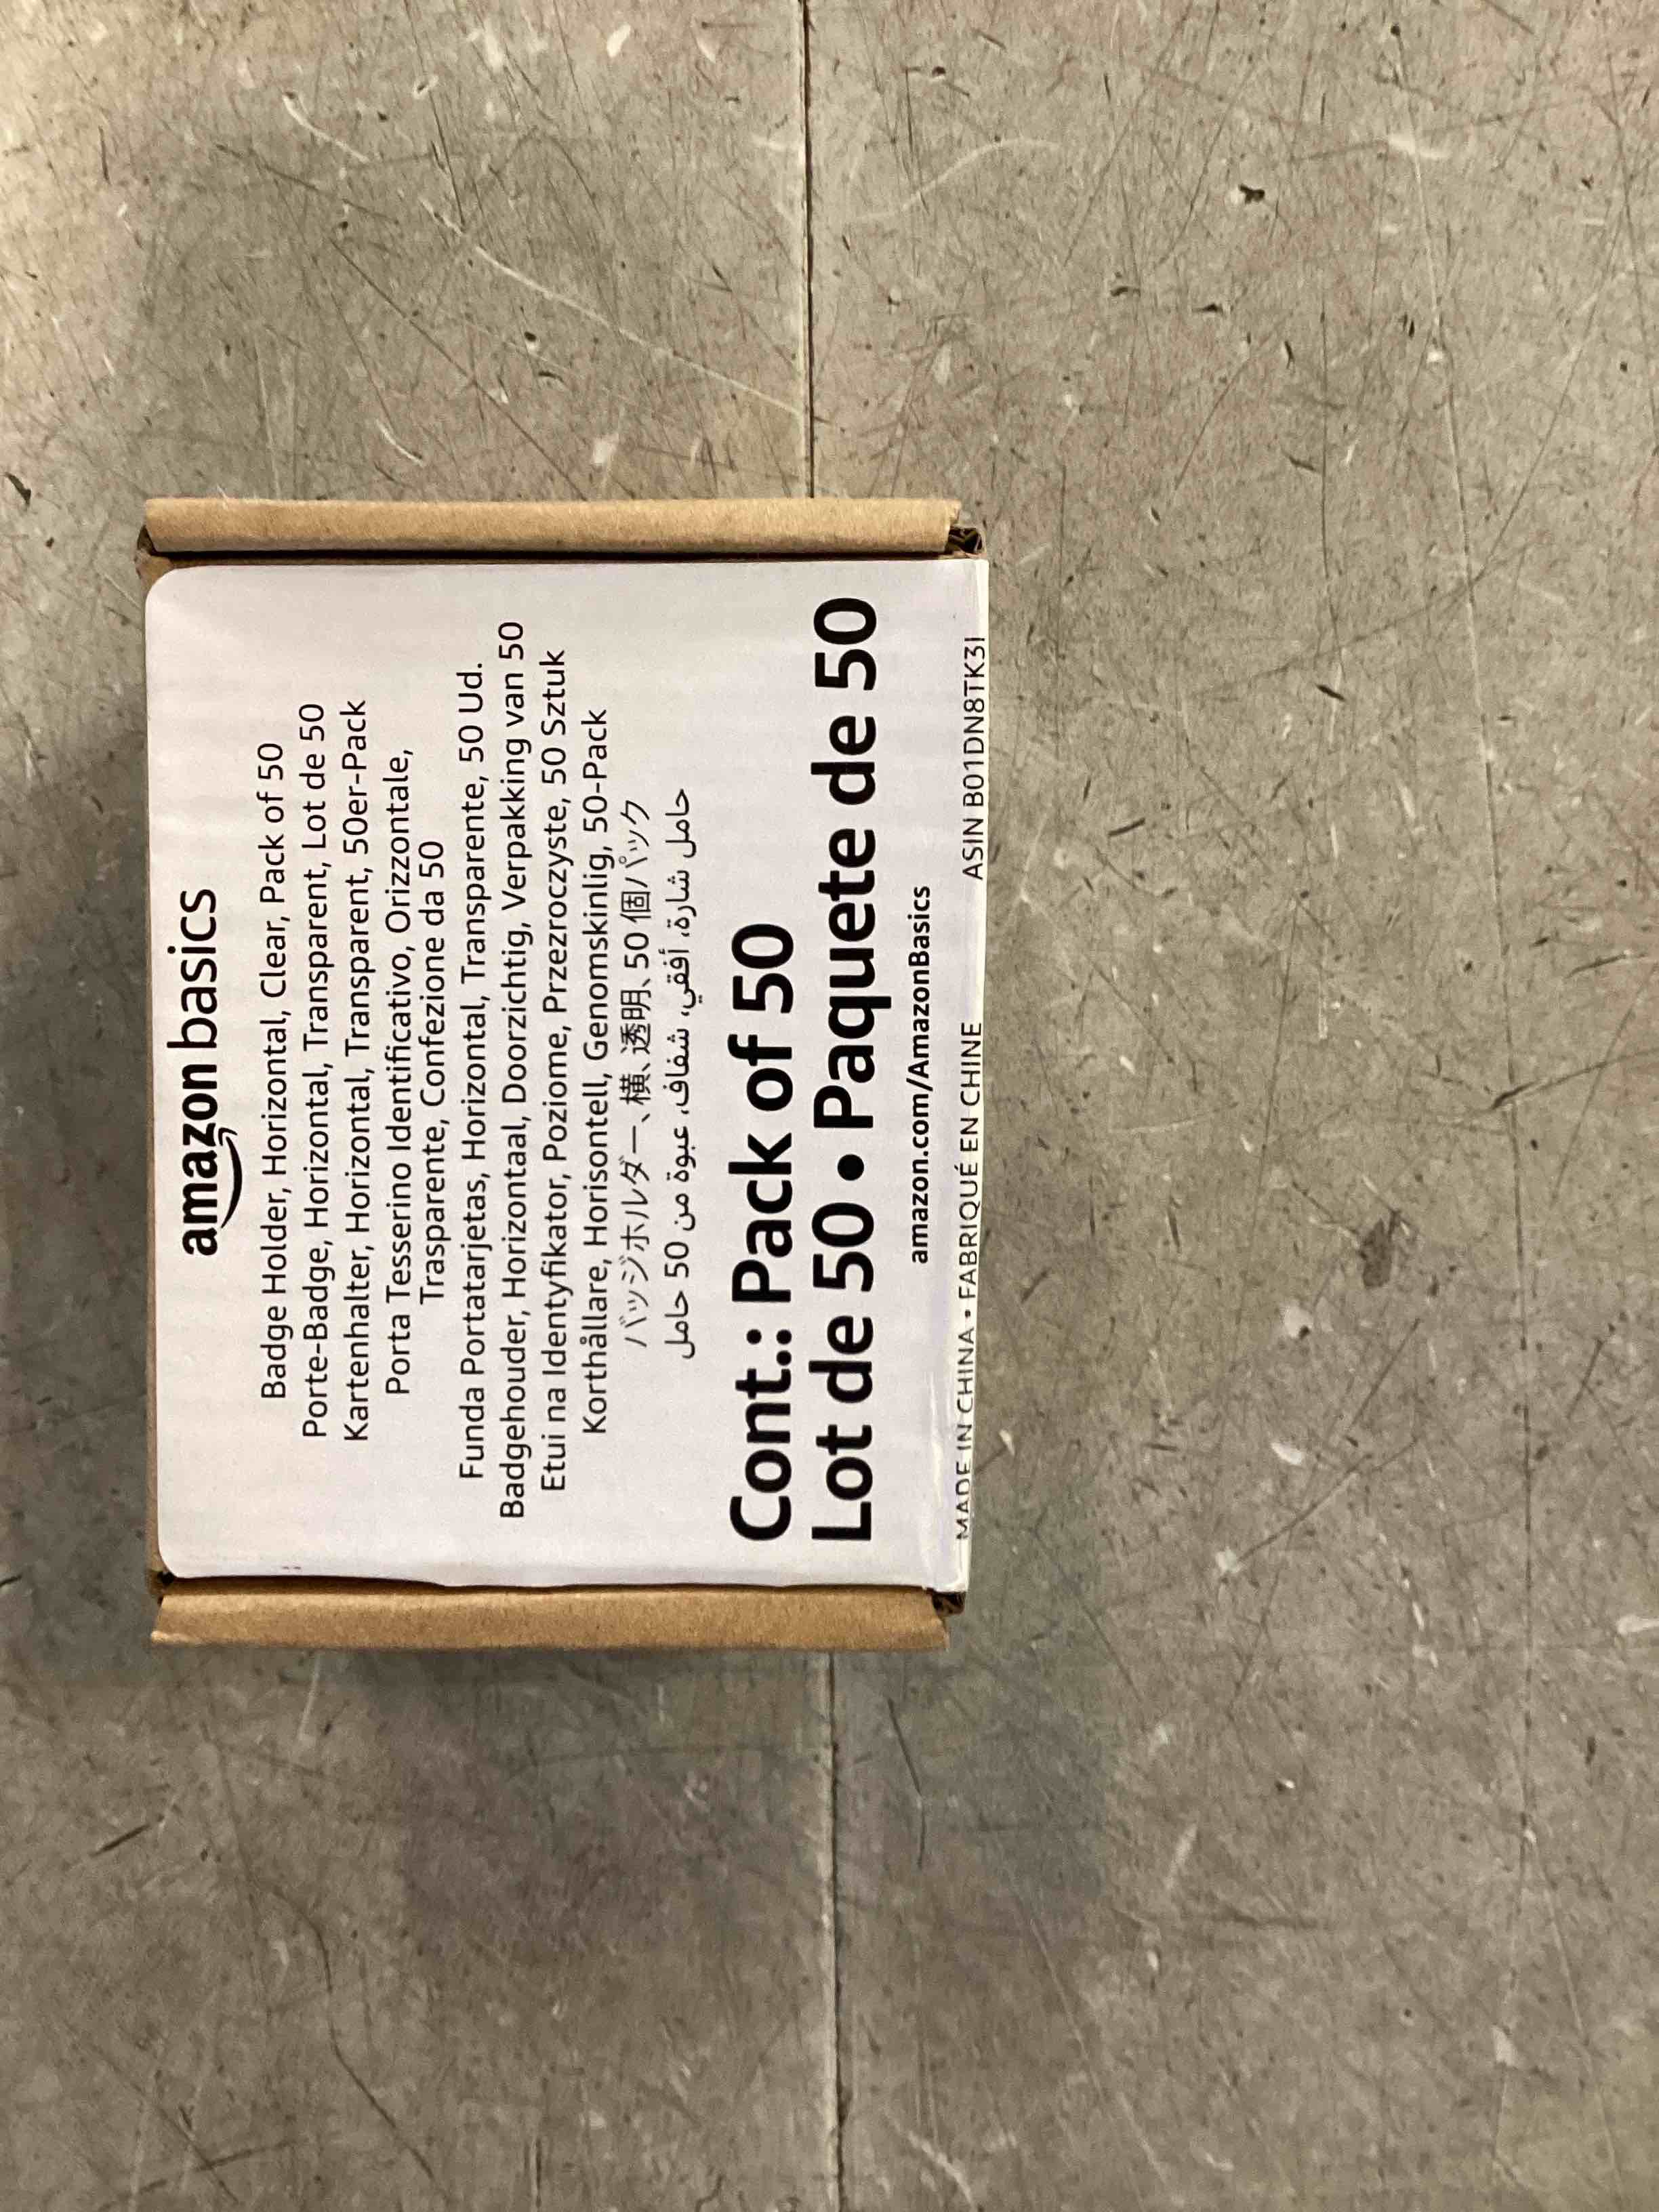 amazon basics
Badge Holder, Horizontal, Clear, Pack of 50
Porte-Badge, Horizontal, Transparent, Lot de 50
Kartenhalter, Horizontal, Transparent, 50er-Pack
Porta Tesserino Identificativo, Orizzontale,
Trasparente, Confezione da 50
Funda Portatarjetas, Horizontal, Transparente, 50 Ud.
Badgehouder, Horizontaal, Doorzichtig, Verpakking van 50
Etui na Identyfikator, Poziome, Przezroczyste, 50 Sztuk
Korthållare, Horisontell, Genomskinlig, 50-Pack
バッジホルダー、横、透明、50 個パック
حامل شارة، أفقي، شفاف، عبوة من 50 حامل
Cont.: Pack of 50
Lot de 50 • Paquete de 50
amazon.com/AmazonBasics
MADE IN CHINA • FABRIQUÉ EN CHINE ASIN B01DN8TK3I